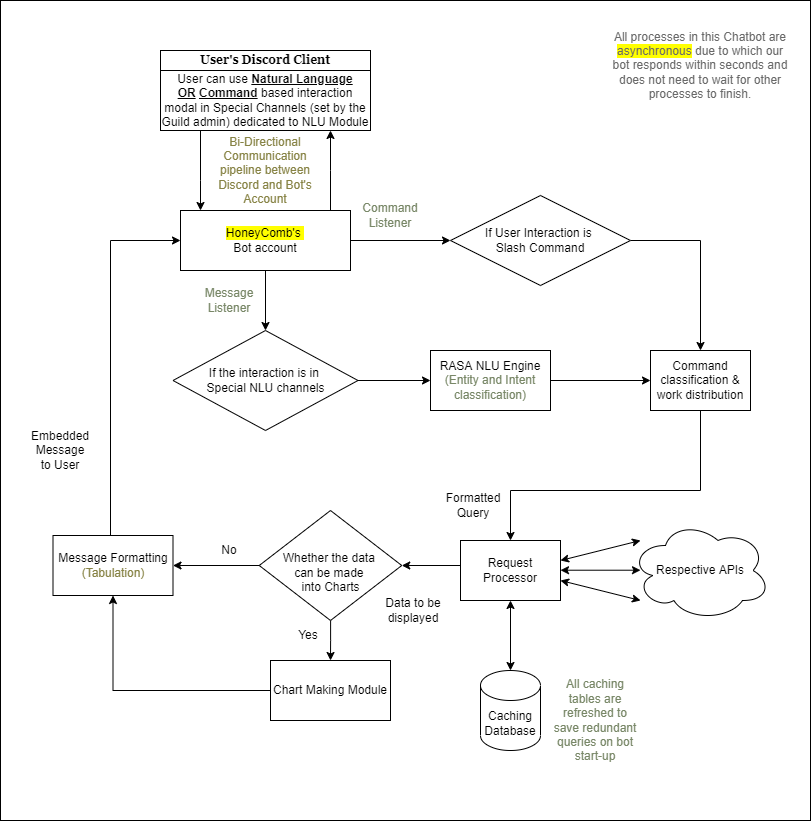 All processes in this Chatbot are
asynchronous due to which our
bot responds within seconds and
does not need to wait for other
processes to finish.
User's Discord Client
User can use Natural Language
OR Command based interaction
modal in Special Channels (set by the
Guild admin) dedicated to NLU Module
Bi-Directional
Communication
pipeline between
Discord and Bot's
Account
HoneyComb's
Bot account
Command
Listener
If User Interaction is
Slash Command
Message
Listener
If the interaction is in
Special NLU channels
RASA NLU Engine
(Entity and Intent
classification)
Command
classification &
work distribution
Embedded
Message
to User
Formatted
Query
Message Formatting
(Tabulation)
No
Whether the data
can be made
into Charts
Data to be
displayed
Request
Processor
Respective APIs
Yes
Chart Making Module
Caching
Database
All caching
tables are
refreshed to
save redundant
queries on bot
start-up